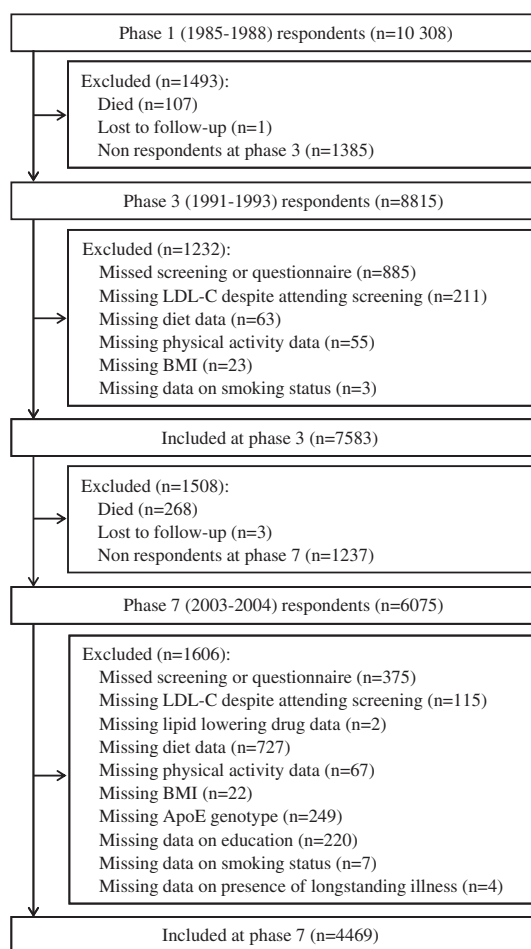 Phase 1 (1985-1988) respondents (n=10 308)
Excluded (n=1493):
Died (n=107)
Lost to follow-up (n=1)
Non respondents at phase 3 (n=1385)
Phase 3 (1991-1993) respondents (n=8815)
Excluded (n=1232):
Missed screening or questionnaire (n=885)
Missing LDL-C despite attending screening (n=211)
Missing diet data (n=63)
Missing physical activity data (n=55)
Missing BMI (n=23)
Missing data on smoking status (n=3)
Included at phase 3 (n=7583)
Excluded (n=1508):
Died (n=268)
Lost to follow-up (n=3)
Non respondents at phase 7 (n=1237)
Phase 7 (2003-2004) respondents (n=6075)
Excluded (n=1606):
Missed screening or questionnaire (n=375)
Missing LDL-C despite attending screening (n=115)
Missing lipid lowering drug data (n=2)
Missing diet data (n=727)
Missing physical activity data (n=67)
Missing BMI (n=22)
Missing ApoE genotype (n=249)
Missing data on education (n=220)
Missing data on smoking status (n=7)
Missing data on presence of longstanding illness (n=4)
Included at phase 7 (n=4469)